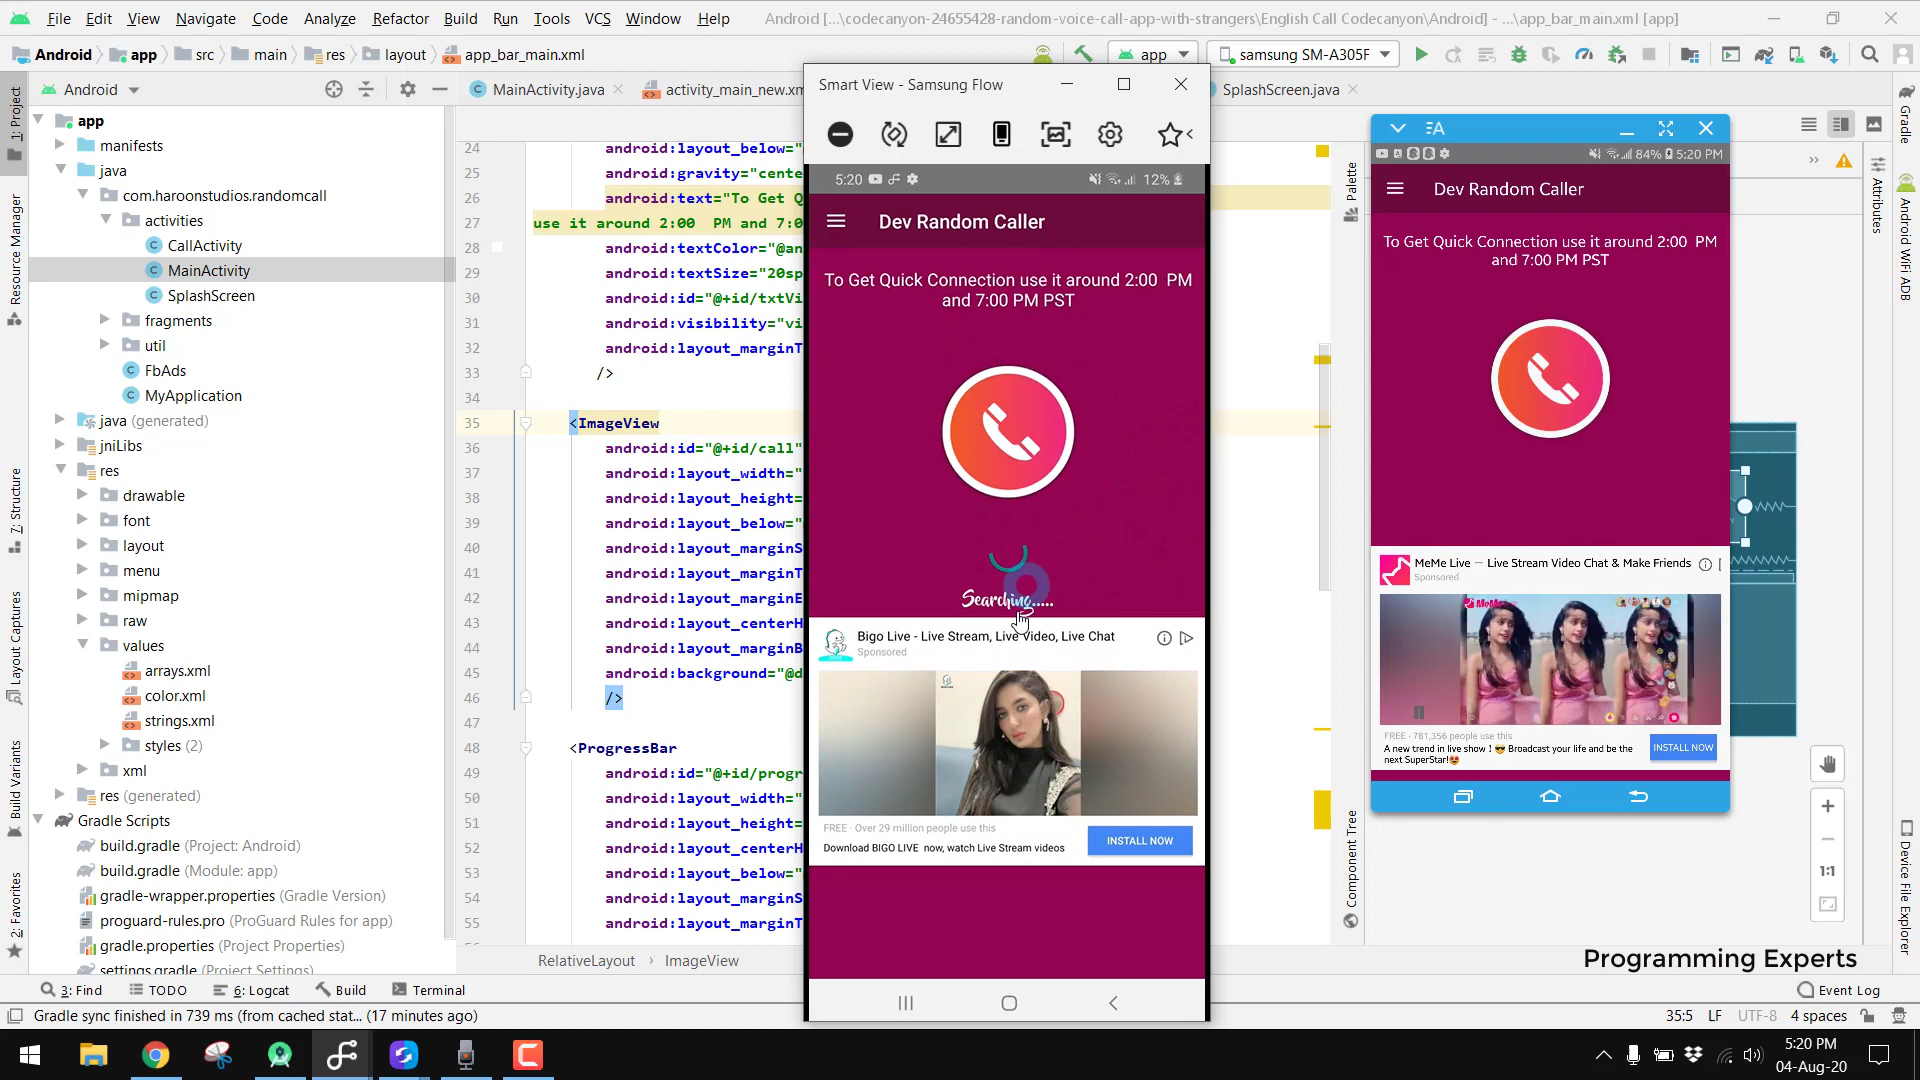 File Edit View Navigate Code Analyze Refactor Build Run Tools VCS Window Help Android [...\codecanyon-24655428-random-voice-call-app-with-strangers\English Call Codecanyon\Android] - ...\app_bar_main.xml [app]
Android app src main res layout app_bar_main.xml app samsung SM-A305F
Android
MainActivity.java activity_main_new.xm SplashScreen.java
1: Project
Resource Manager
7: Structure
Layout Captures
Build Variants
2: Favorites
app
manifests
java
com.haroonstudios.randomcall
activities
CallActivity
MainActivity
SplashScreen
fragments
util
FbAds
MyApplication
java (generated)
jniLibs
res
drawable
font
layout
menu
mipmap
raw
values
arrays.xml
color.xml
strings.xml
styles (2)
xml
res (generated)
Gradle Scripts
build.gradle (Project: Android)
build.gradle (Module: app)
gradle-wrapper.properties (Gradle Version)
proguard-rules.pro (ProGuard Rules for app)
gradle.properties (Project Properties)
settings.gradle (Project Settings)
24 android:layout_below="
25 android:gravity="cente
26 android:text="To Get Q
27 use it around 2:00 PM and 7:0
28 android:textColor="@an
29 android:textSize="20sp
30 android:id="@+id/txtVi
31 android:visibility="vi
32 android:layout_marginT
33 />
34
35 <ImageView
36 android:id="@+id/call"
37 android:layout_width="
38 android:layout_height=
39 android:layout_below="
40 android:layout_marginS
41 android:layout_marginT
42 android:layout_marginE
43 android:layout_centerH
44 android:layout_marginB
45 android:background="@d
46 />
47
48 <ProgressBar
49 android:id="@+id/progr
50 android:layout_width="
51 android:layout_height=
52 android:layout_centerH
53 android:layout_below="
54 android:layout_marginS
55 android:layout_marginT
RelativeLayout › ImageView
Smart View - Samsung Flow
5:20 12%
Dev Random Caller
To Get Quick Connection use it around 2:00 PM
and 7:00 PM PST
Searching.....
Bigo Live - Live Stream, Live Video, Live Chat
Sponsored
FREE · Over 29 million people use this
Download BIGO LIVE now, watch Live Stream videos
INSTALL NOW
84% 5:20 PM
Dev Random Caller
To Get Quick Connection use it around 2:00 PM
and 7:00 PM PST
MeMe Live — Live Stream Video Chat & Make Friends
Sponsored
MeMe
FREE · 781,356 people use this
A new trend in live show ! 😎 Broadcast your life and be the
next SuperStar!😍
INSTALL NOW
Palette
Component Tree
Gradle
Attributes
Android WiFi ADB
Device File Explorer
1:1
Programming Experts
3: Find TODO 6: Logcat Build Terminal Event Log
Gradle sync finished in 739 ms (from cached stat... (17 minutes ago) 35:5 LF UTF-8 4 spaces
5:20 PM
04-Aug-20